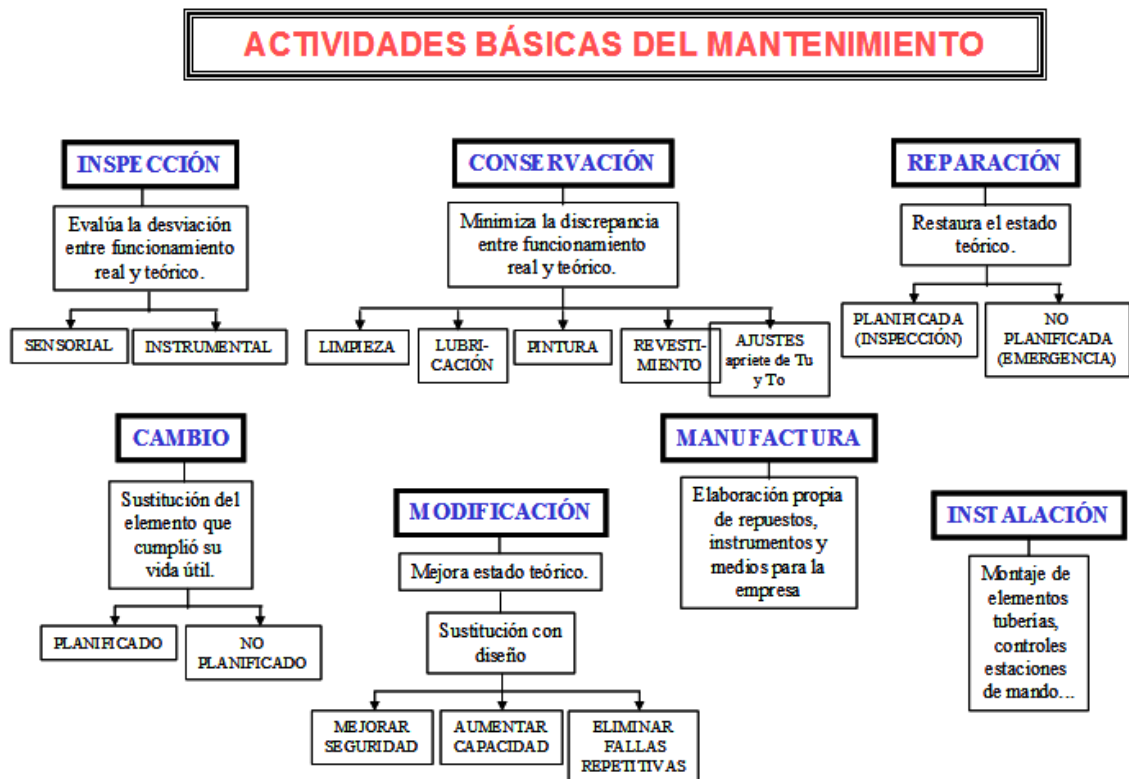 ACTIVIDADES BÁSICAS DEL MANTENIMIENTO
INSPECCIÓN
Evalúa la desviación
entre funcionamiento
real y teórico.
SENSORIAL
INSTRUMENTAL
CONSERVACIÓN
Minimiza la discrepancia
entre funcionamiento
real y teórico.
LIMPIEZA
LUBRI-
CACIÓN
PINTURA
REVESTI-
MIENTO
AJUSTES
apriete de Tu
y To
REPARACIÓN
Restaura el estado
teórico.
PLANIFICADA
(INSPECCIÓN)
NO
PLANIFICADA
(EMERGENCIA)
CAMBIO
Sustitución del
elemento que
cumplió su
vida útil.
PLANIFICADO
NO
PLANIFICADO
MODIFICACIÓN
Mejora estado teórico.
Sustitución con
diseño
MEJORAR
SEGURIDAD
AUMENTAR
CAPACIDAD
ELIMINAR
FALLAS
REPETITIVAS
MANUFACTURA
Elaboración propia
de repuestos,
instrumentos y
medios para la
empresa
INSTALACIÓN
Montaje de
elementos
tuberías,
controles
estaciones
de mando...